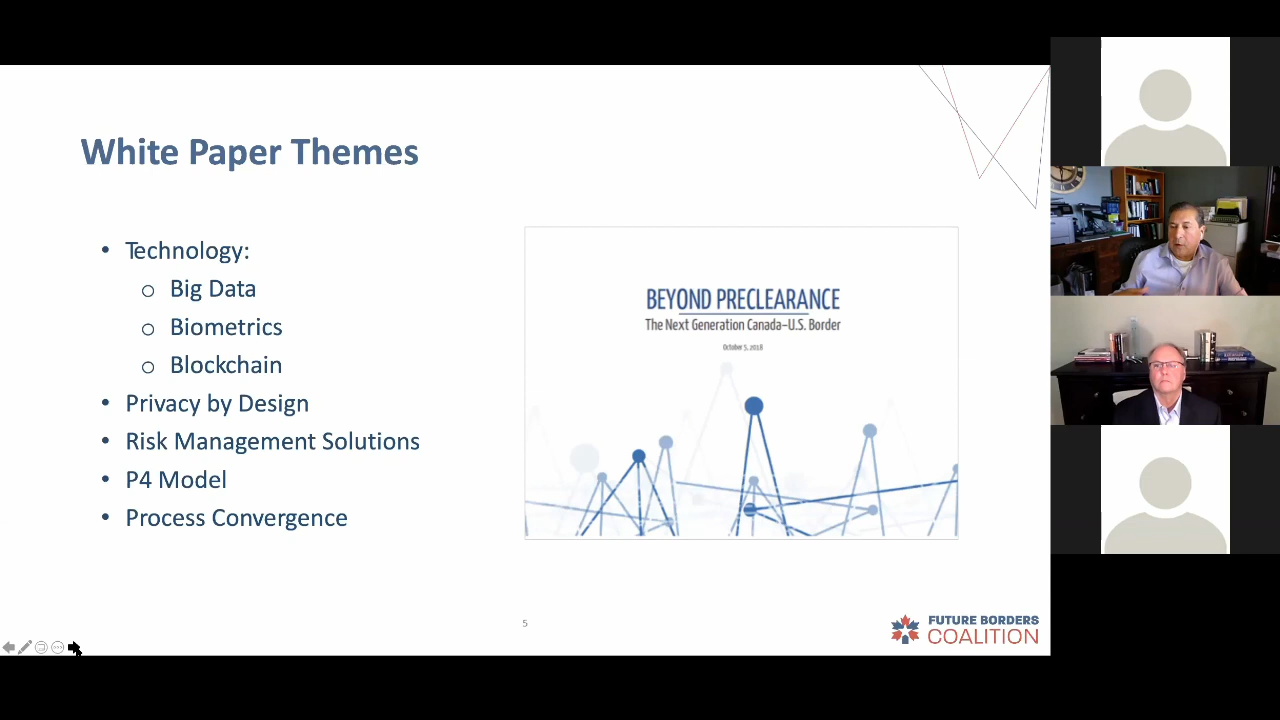 White Paper Themes
• Technology:
o Big Data
o Biometrics
o Blockchain
• Privacy by Design
• Risk Management Solutions
• P4 Model
• Process Convergence
BEYOND PRECLEARANCE
The Next Generation Canada–U.S. Border
October 5, 2018
5
FUTURE BORDERS
COALITION